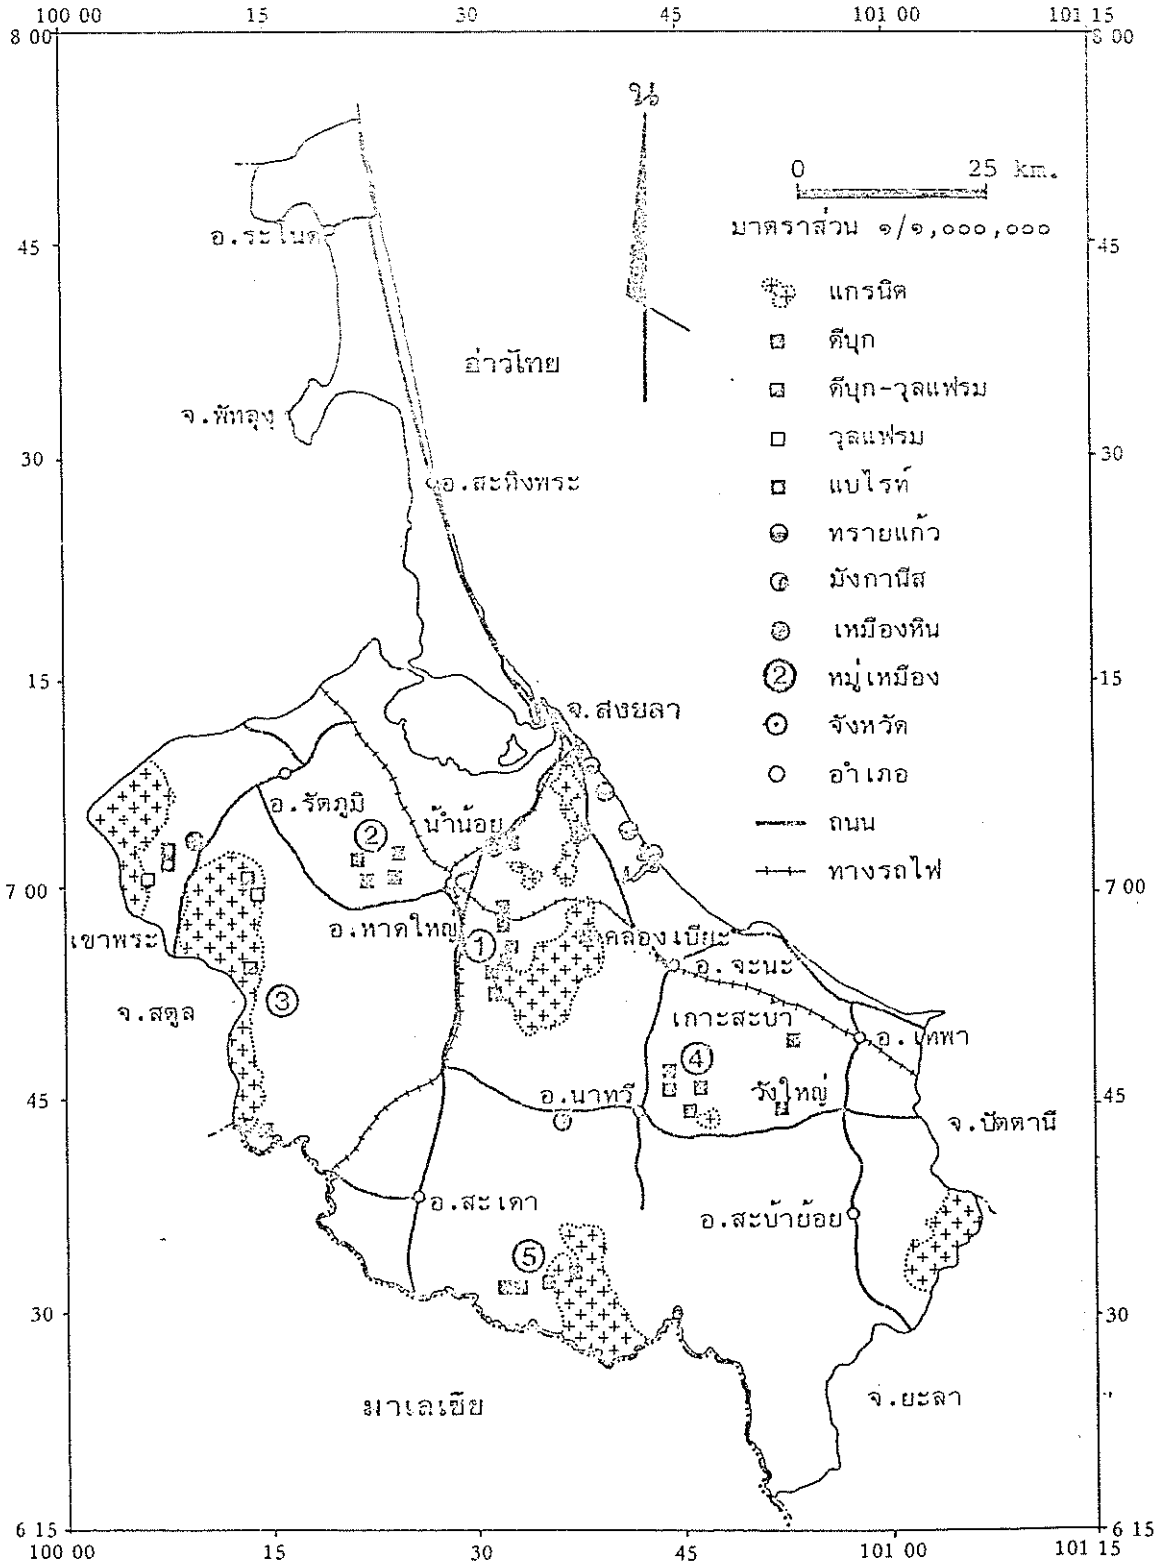 100 00 15 30 45 101 00 101 15
8 00 8 00
น
0 25 km.
มาตราส่วน ๑/๑,๐๐๐,๐๐๐
อ.ระโนด
45 45
แกรนิต
ดีบุก
อ่าวไทย
ดีบุก-วุลแฟรม
จ.พัทลุง
วุลแฟรม
30 30
อ.สะทิงพระ
แบไรท์
ทรายแก้ว
มังกานีส
เหมืองหิน
15 15
② หมู่เหมือง
จ.สงขลา
จังหวัด
อำเภอ
อ.รัตภูมิ
น้ำน้อย
②
ถนน
ทางรถไฟ
7 00 7 00
อ.หาดใหญ่
เขาพระ
①
คลองเปียะ
อ.จะนะ
จ.สตูล
③
เกาะสะบ้า
อ.เทพา
④
อ.นาทวี
วังใหญ่
45 45
จ.ปัตตานี
อ.สะเดา
อ.สะบ้าย้อย
⑤
30 30
มาเลเซีย
จ.ยะลา
6 15 6 15
100 00 15 30 45 101 00 101 15